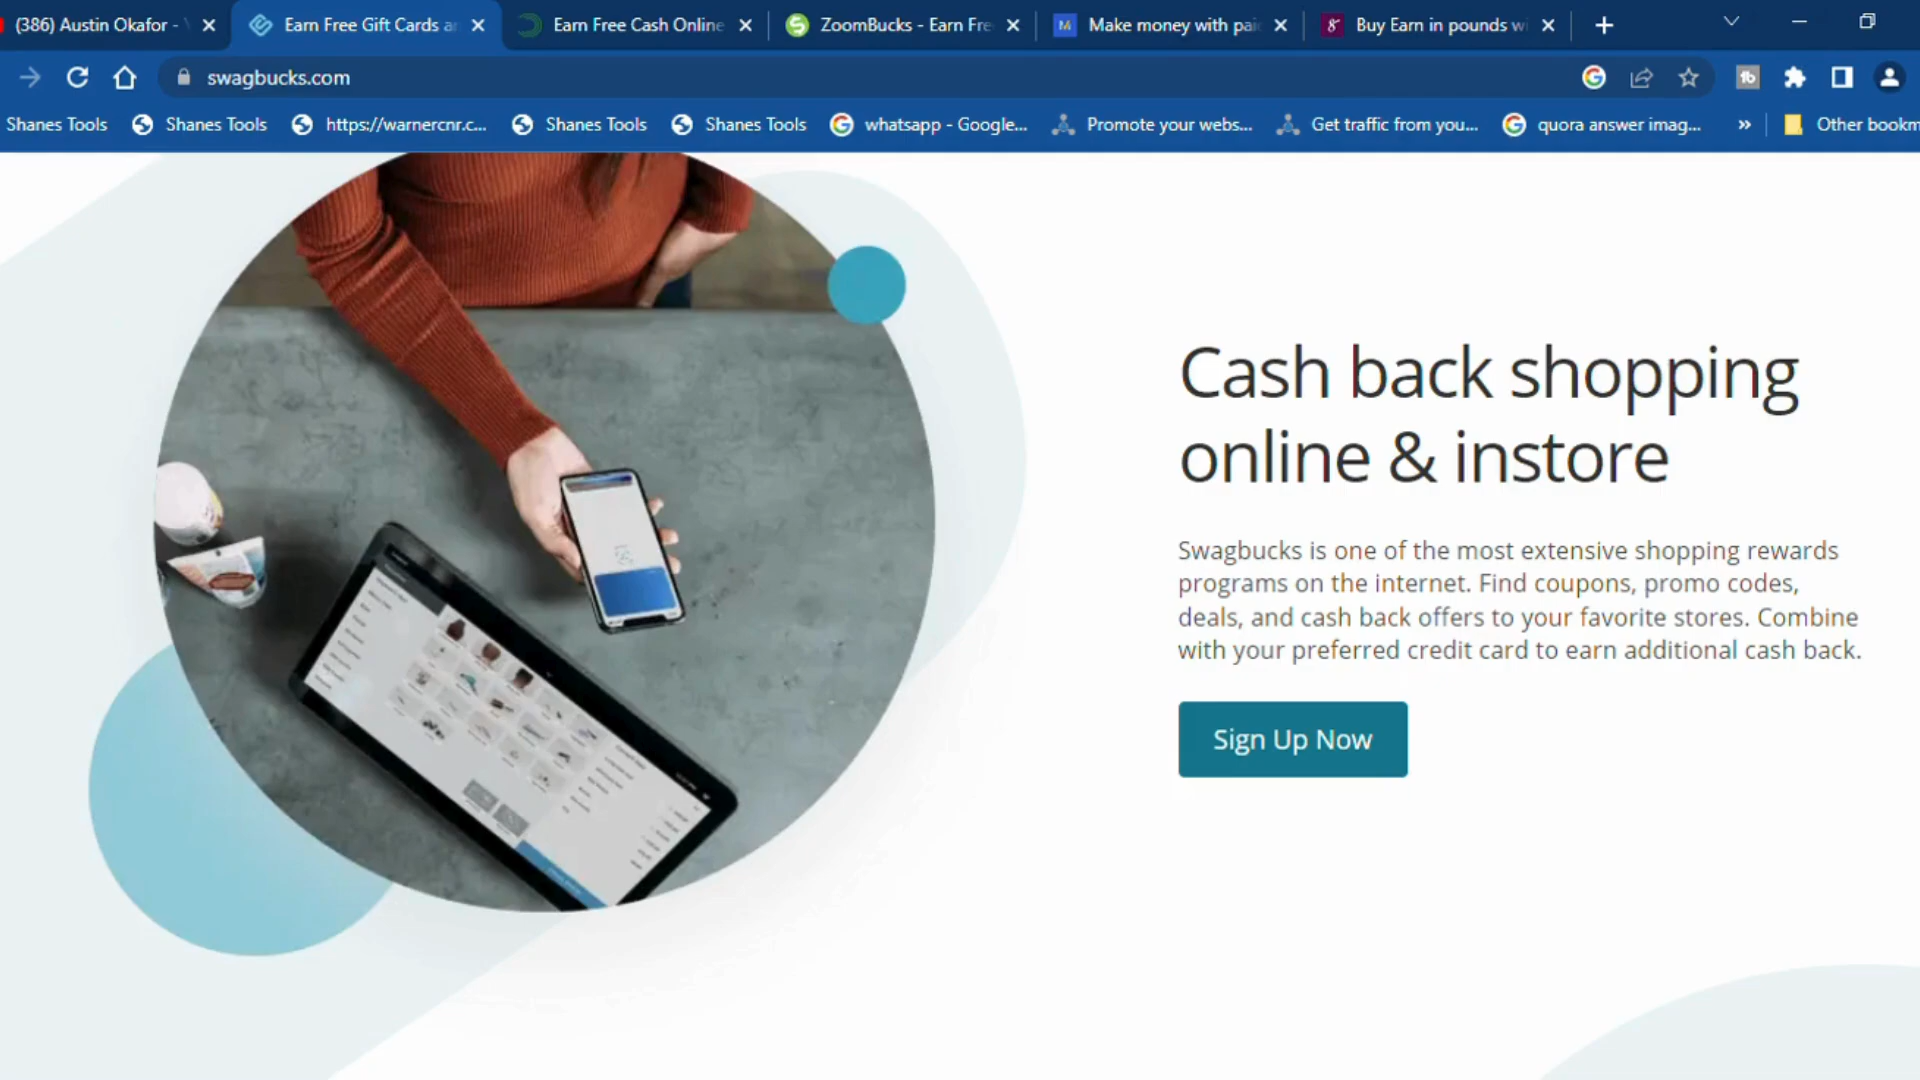 (386) Austin Okafor -
Earn Free Gift Cards a
Earn Free Cash Online
ZoomBucks - Earn Fre
Make money with pai
Buy Earn in pounds w
swagbucks.com
Shanes Tools
Shanes Tools
https://warnercnr.c...
Shanes Tools
Shanes Tools
whatsapp - Google...
Promote your webs...
Get traffic from you...
quora answer imag...
»
Other bookm
Cash back shopping
online & instore
Swagbucks is one of the most extensive shopping rewards
programs on the internet. Find coupons, promo codes,
deals, and cash back offers to your favorite stores. Combine
with your preferred credit card to earn additional cash back.
Sign Up Now